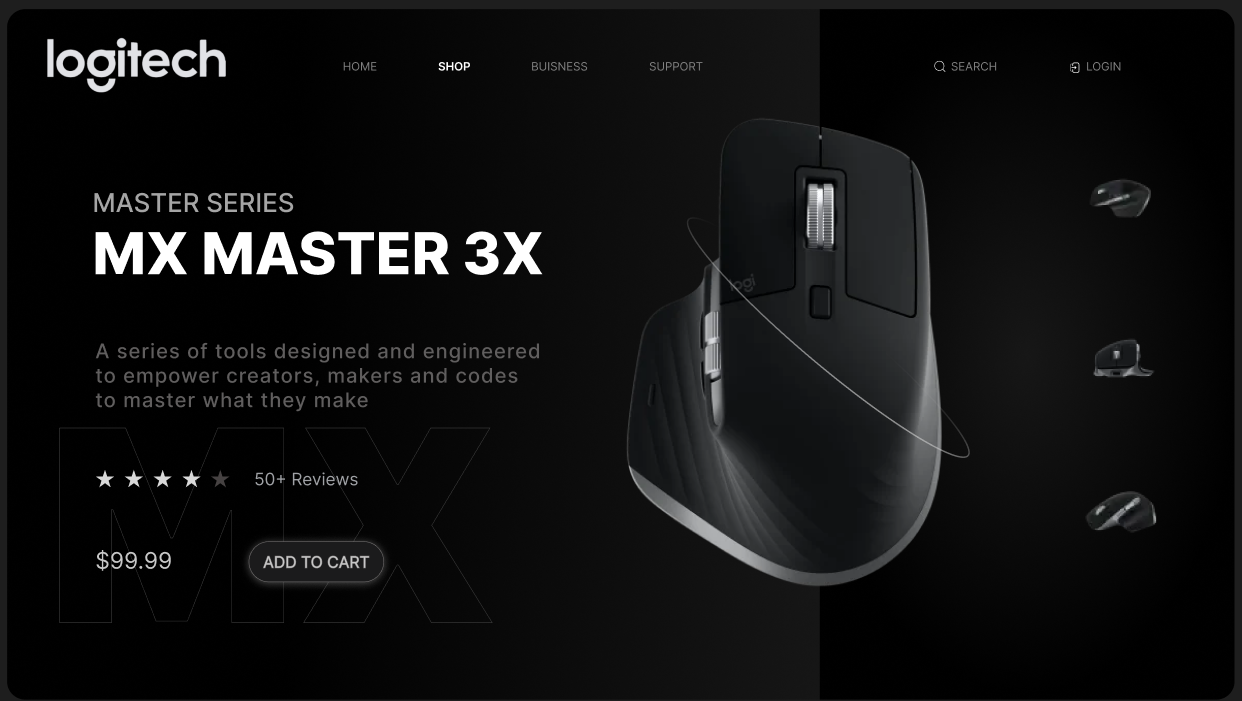 logitech
HOME SHOP BUISNESS SUPPORT SEARCH LOGIN
MASTER SERIES
MX MASTER 3X
logi
A series of tools designed and engineered
to empower creators, makers and codes
to master what they make
MX
50+ Reviews
$99.99 ADD TO CART